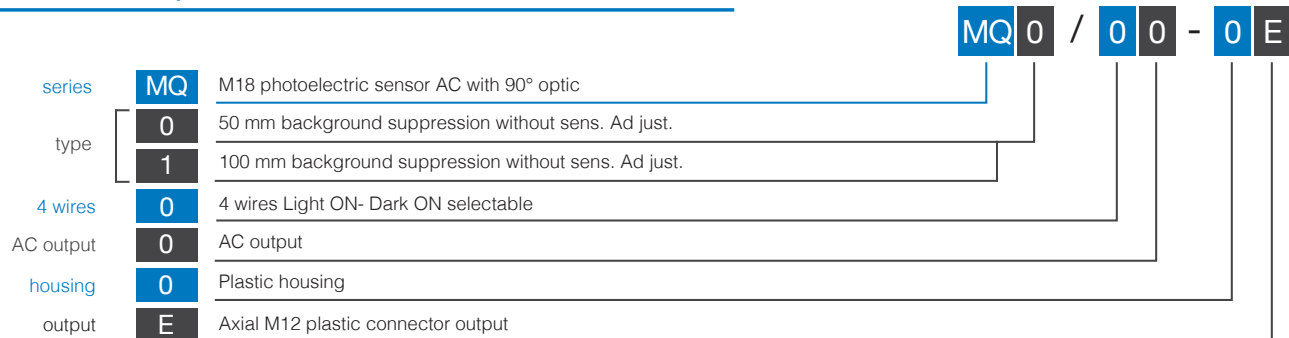 MQ 0 / 0 0 - 0 E
series MQ M18 photoelectric sensor AC with 90° optic
type 0 50 mm background suppression without sens. Ad just.
1 100 mm background suppression without sens. Ad just.
4 wires 0 4 wires Light ON- Dark ON selectable
AC output 0 AC output
housing 0 Plastic housing
output E Axial M12 plastic connector output